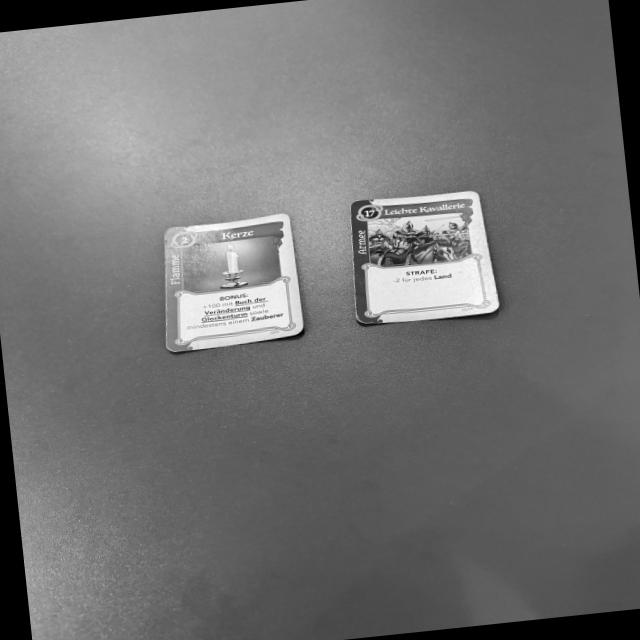 2
Kerze
Flamme
BONUS:
+100 mit Buch der
Veränderung und
Glockenturm sowie
mindestens einem Zauberer
17
Leichte Kavallerie
Armee
STRAFE:
-2 für jedes Land